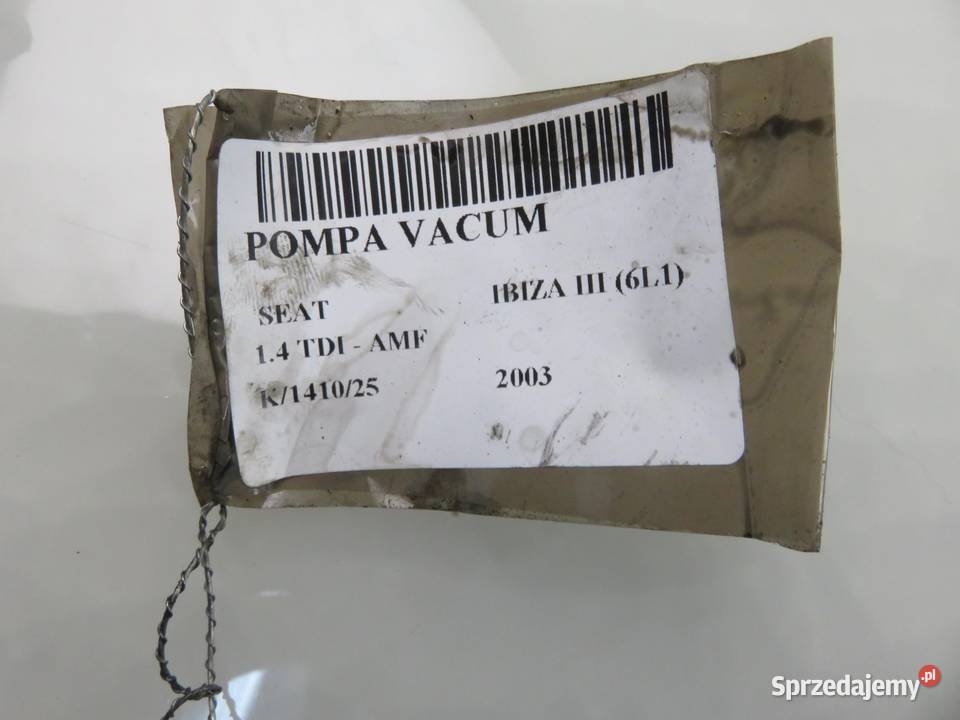 POMPA VACUM
SEAT IBIZA III (6L1)
1.4 TDI - AMF
K/1410/25 2003
Sprzedajemy.pl